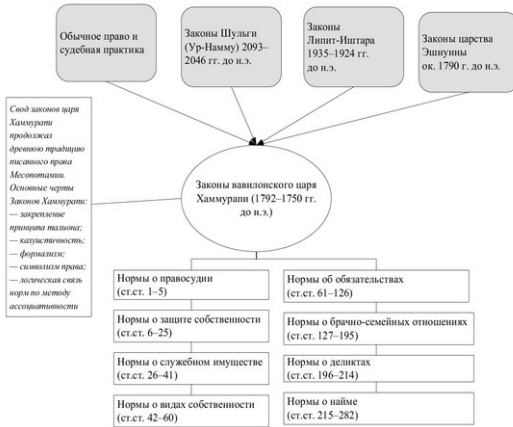 Обычное право и
судебная практика
Законы Шульги
(Ур-Намму) 2093–
2046 гг. до н.э.
Законы
Липит-Иштара
1935–1924 гг.
до н.э.
Законы царства
Эшнунны
ок. 1790 г. до н.э.
Свод законов царя
Хаммурапи
продолжал
древнюю традицию
писанного права
Месопотамии.
Основные черты
Законов Хаммурапи:
— закрепление
принципа талиона;
— казуистичность;
— формализм;
— символизм права;
— логическая связь
норм по методу
ассоциативности
Законы вавилонского царя
Хаммурапи (1792–1750 гг.
до н.э.)
Нормы о правосудии
(ст.ст. 1–5)
Нормы о защите собственности
(ст.ст. 6–25)
Нормы о служебном имуществе
(ст.ст. 26–41)
Нормы о видах собственности
(ст.ст. 42–60)
Нормы об обязательствах
(ст.ст. 61–126)
Нормы о брачно-семейных отношениях
(ст.ст. 127–195)
Нормы о деликтах
(ст.ст. 196–214)
Нормы о найме
(ст.ст. 215–282)